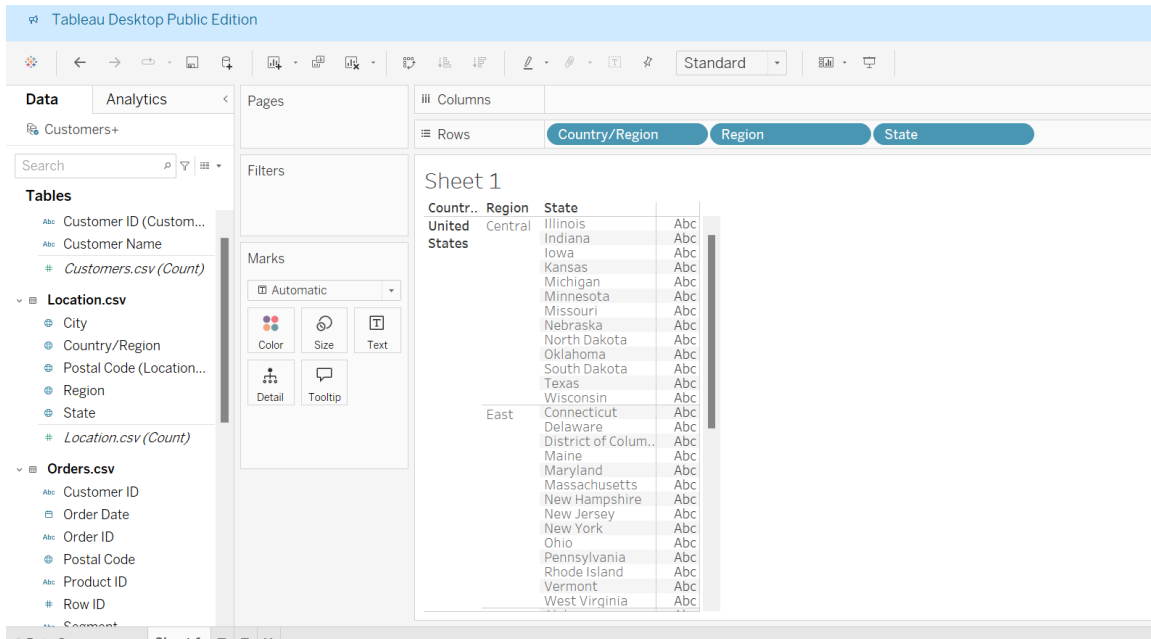 Tableau Desktop Public Edition
Standard
Data Analytics
Customers+
Search
Tables
Abc Customer ID (Custom...
Abc Customer Name
# Customers.csv (Count)
Location.csv
City
Country/Region
Postal Code (Location...
Region
State
# Location.csv (Count)
Orders.csv
Abc Customer ID
Order Date
Abc Order ID
Postal Code
Abc Product ID
# Row ID
Pages
Filters
Marks
Automatic
Color Size Text
Detail Tooltip
Columns
Rows Country/Region Region State
Sheet 1
Countr.. Region State
United States Central Illinois Abc
Indiana Abc
Iowa Abc
Kansas Abc
Michigan Abc
Minnesota Abc
Missouri Abc
Nebraska Abc
North Dakota Abc
Oklahoma Abc
South Dakota Abc
Texas Abc
Wisconsin Abc
East Connecticut Abc
Delaware Abc
District of Colum.. Abc
Maine Abc
Maryland Abc
Massachusetts Abc
New Hampshire Abc
New Jersey Abc
New York Abc
Ohio Abc
Pennsylvania Abc
Rhode Island Abc
Vermont Abc
West Virginia Abc